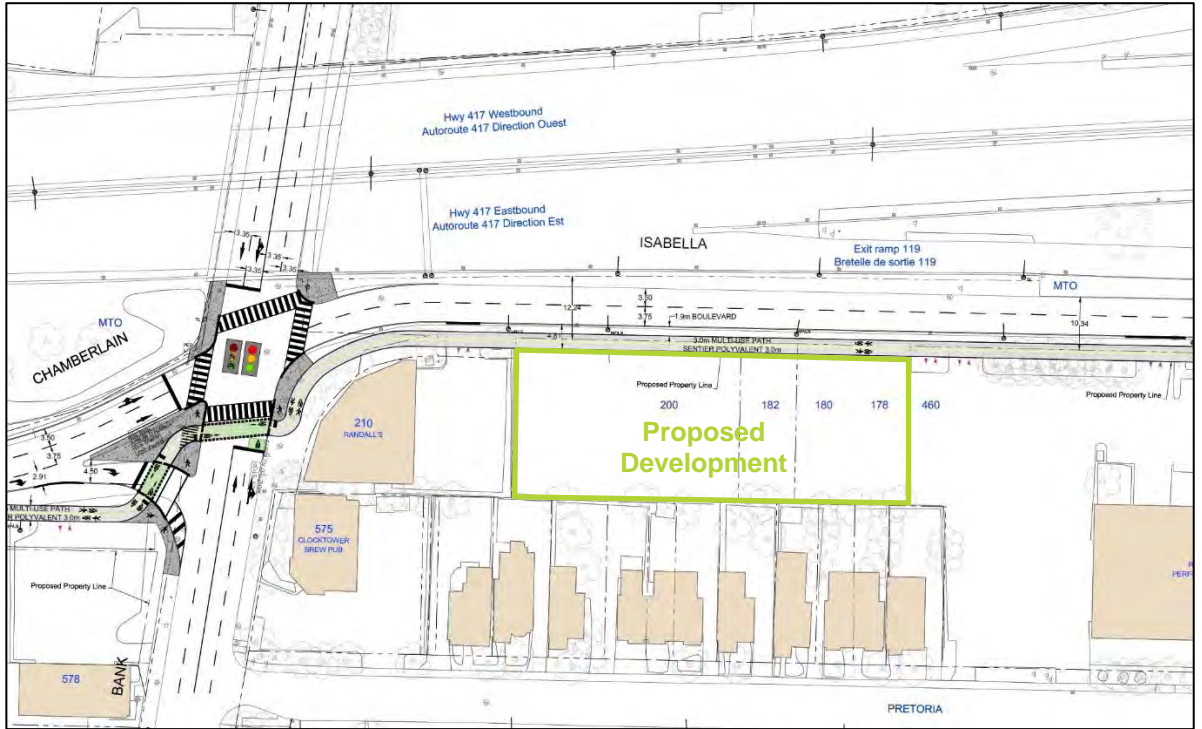 Hwy 417 Westbound
Autoroute 417 Direction Ouest
Hwy 417 Eastbound
Autoroute 417 Direction Est
ISABELLA
Exit ramp 119
Bretelle de sortie 119
MTO
3.35
3.35
3.35
3.35
MTO
CHAMBERLAIN
12.24
3.50
3.75
1.9m BOULEVARD
4.81
10.34
3.0m MULTI-USE PATH
SENTIER POLYVALENT 3.0m
Proposed Property Line
Proposed Property Line
200
182
180
178
460
Proposed
Development
210
RANDALL'S
3.50
3.75
4.50
2.91
MULTI-USE PATH
POLYVALENT 3.0m
575
CLOCKTOWER
BREW PUB
Proposed Property Line
578
BANK
PRETORIA